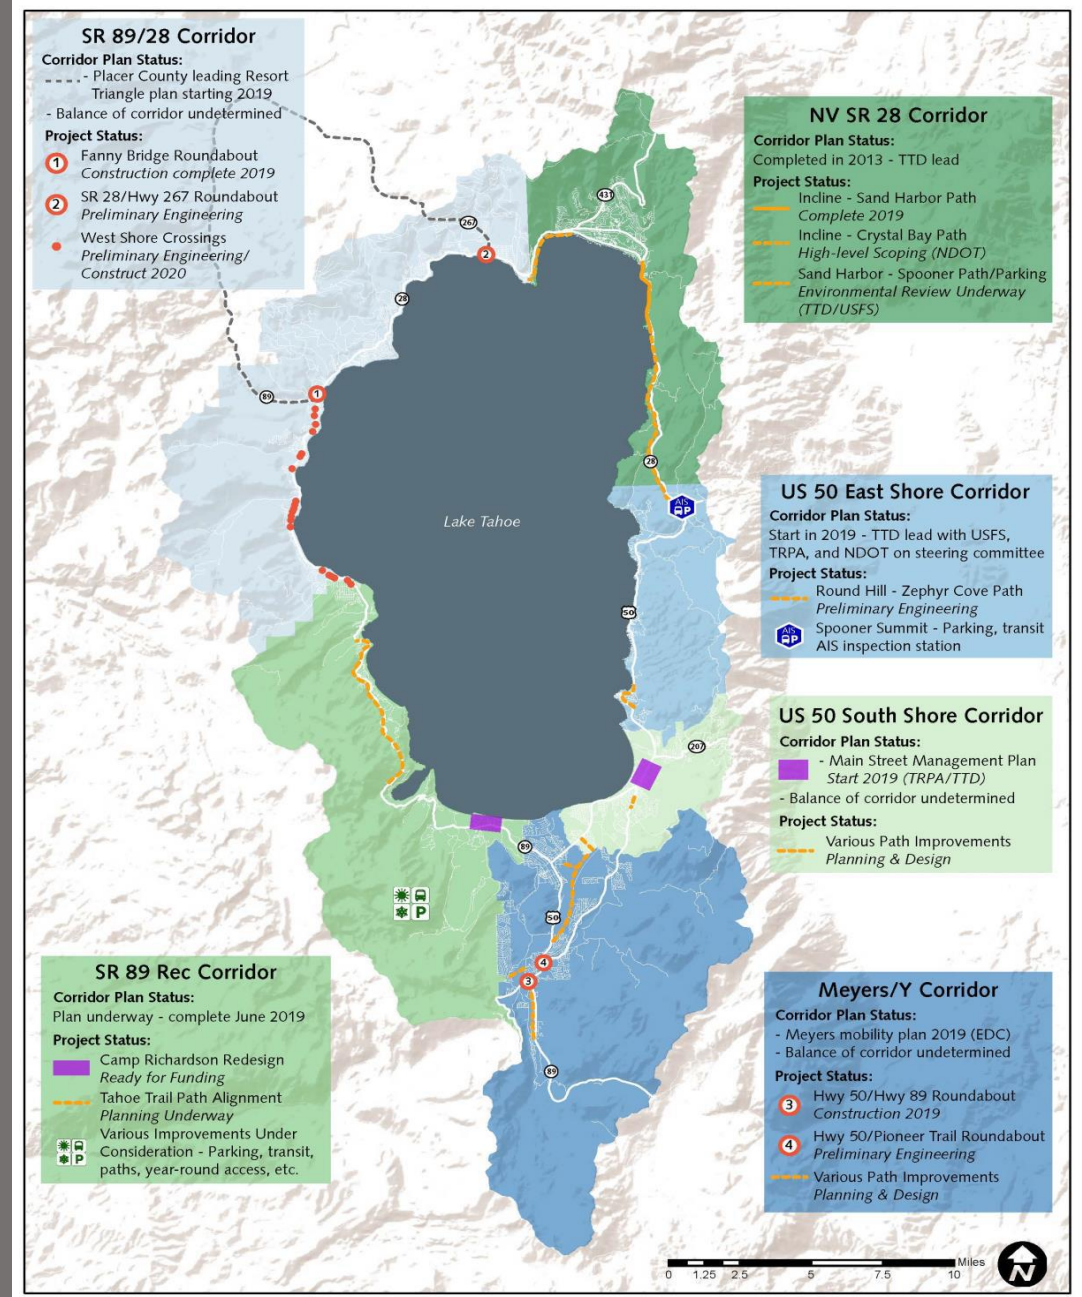 SR 89/28 Corridor
Corridor Plan Status:
- Placer County leading Resort
Triangle plan starting 2019
- Balance of corridor undetermined
Project Status:
1 Fanny Bridge Roundabout
Construction complete 2019
2 SR 28/Hwy 267 Roundabout
Preliminary Engineering
West Shore Crossings
Preliminary Engineering/
Construct 2020
NV SR 28 Corridor
Corridor Plan Status:
Completed in 2013 - TTD lead
Project Status:
Incline - Sand Harbor Path
Complete 2019
Incline - Crystal Bay Path
High-level Scoping (NDOT)
Sand Harbor - Spooner Path/Parking
Environmental Review Underway
(TTD/USFS)
431
267
2
28
89
1
28
AIS
P
Lake Tahoe
50
207
89
50
4
3
89
P
US 50 East Shore Corridor
Corridor Plan Status:
Start in 2019 - TTD lead with USFS,
TRPA, and NDOT on steering committee
Project Status:
Round Hill - Zephyr Cove Path
Preliminary Engineering
AIS
P
Spooner Summit - Parking, transit
AIS inspection station
US 50 South Shore Corridor
Corridor Plan Status:
- Main Street Management Plan
Start 2019 (TRPA/TTD)
- Balance of corridor undetermined
Project Status:
Various Path Improvements
Planning & Design
SR 89 Rec Corridor
Corridor Plan Status:
Plan underway - complete June 2019
Project Status:
Camp Richardson Redesign
Ready for Funding
Tahoe Trail Path Alignment
Planning Underway
Various Improvements Under
Consideration - Parking, transit,
P paths, year-round access, etc.
Meyers/Y Corridor
Corridor Plan Status:
- Meyers mobility plan 2019 (EDC)
- Balance of corridor undetermined
Project Status:
3 Hwy 50/Hwy 89 Roundabout
Construction 2019
4 Hwy 50/Pioneer Trail Roundabout
Preliminary Engineering
Various Path Improvements
Planning & Design
Miles
0 1.25 2.5 5 7.5 10
N